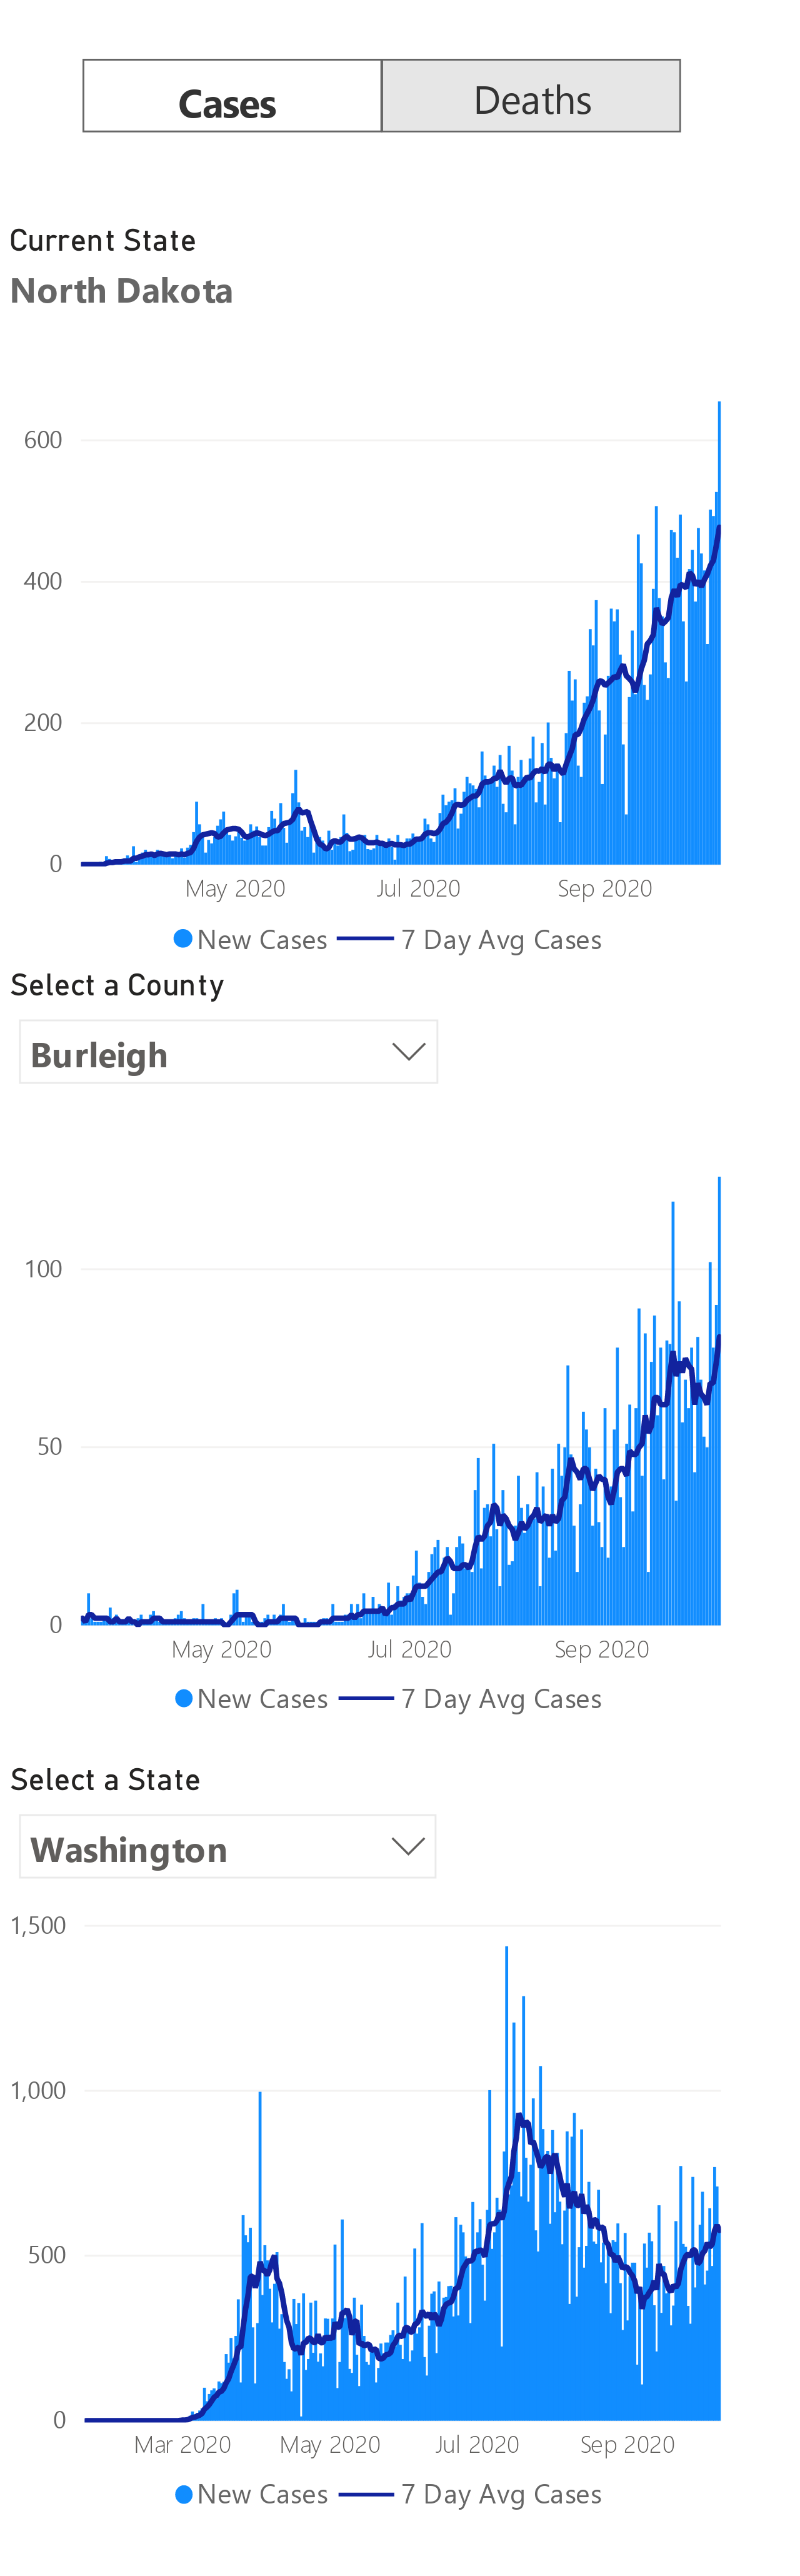 Cases Deaths
Current State
North Dakota
600
400
200
0
May 2020 Jul 2020 Sep 2020
New Cases 7 Day Avg Cases
Select a County
Burleigh
100
50
0
May 2020 Jul 2020 Sep 2020
New Cases 7 Day Avg Cases
Select a State
Washington
1,500
1,000
500
0
Mar 2020 May 2020 Jul 2020 Sep 2020
New Cases 7 Day Avg Cases